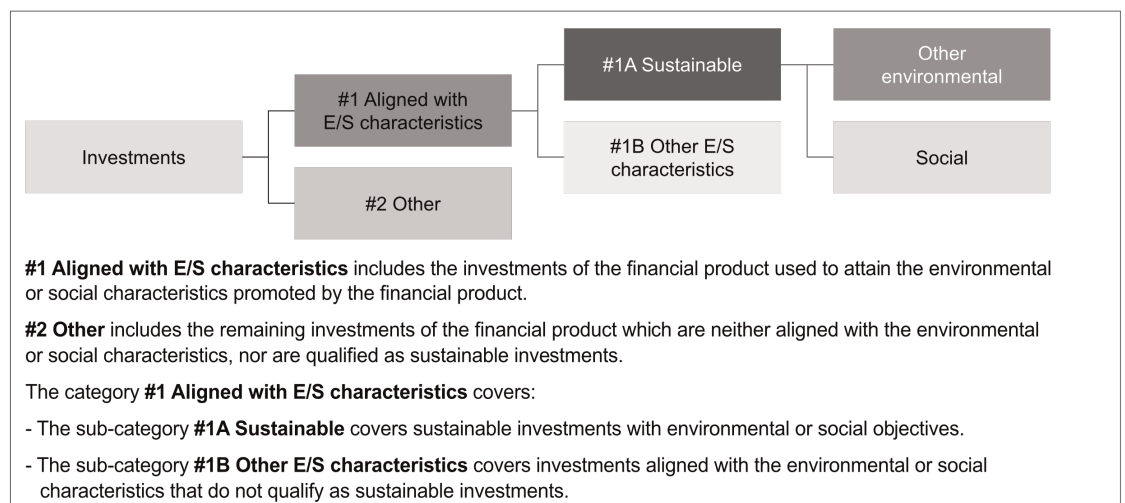 Investments
#1 Aligned with
E/S characteristics
#2 Other
#1A Sustainable
#1B Other E/S
characteristics
Other
environmental
Social
#1 Aligned with E/S characteristics includes the investments of the financial product used to attain the environmental
or social characteristics promoted by the financial product.
#2 Other includes the remaining investments of the financial product which are neither aligned with the environmental
or social characteristics, nor are qualified as sustainable investments.
The category #1 Aligned with E/S characteristics covers:
- The sub-category #1A Sustainable covers sustainable investments with environmental or social objectives.
- The sub-category #1B Other E/S characteristics covers investments aligned with the environmental or social
characteristics that do not qualify as sustainable investments.